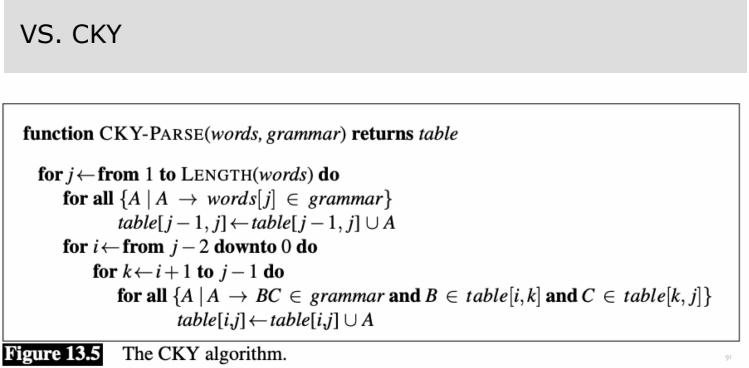 VS. CKY
function CKY-PARSE(words, grammar) returns table
for j ← from 1 to LENGTH(words) do
for all {A | A → words[j] ∈ grammar}
table[j − 1, j] ← table[j − 1, j] ∪ A
for i ← from j − 2 downto 0 do
for k ← i + 1 to j − 1 do
for all {A | A → BC ∈ grammar and B ∈ table[i, k] and C ∈ table[k, j]}
table[i,j] ← table[i,j] ∪ A
Figure 13.5 The CKY algorithm.
91